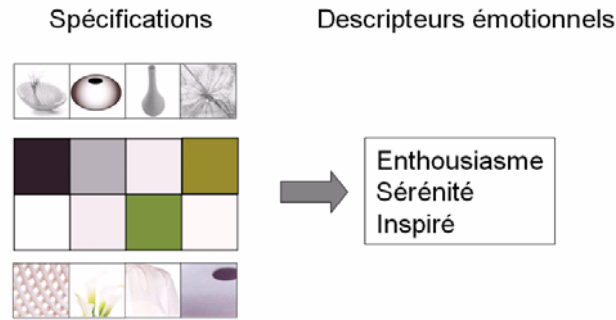 Spécifications
Descripteurs émotionnels
Enthousiasme
Sérénité
Inspiré